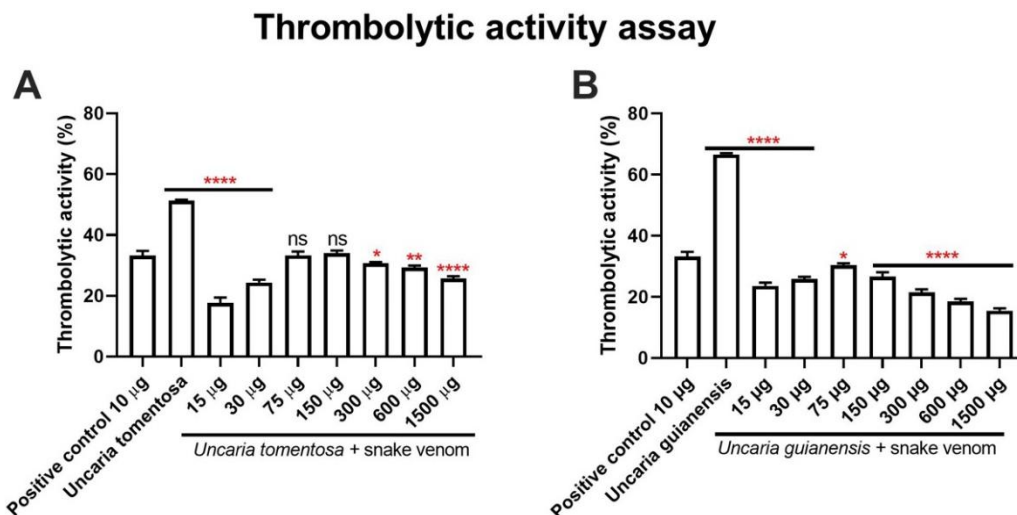 Thrombolytic activity assay
A
Thrombolytic activity (%)
80
60
40
20
0
****
ns
ns
*
**
****
Positive control 10 μg
Uncaria tomentosa
15 μg
30 μg
75 μg
150 μg
300 μg
600 μg
1500 μg
Uncaria tomentosa + snake venom
B
Thrombolytic activity (%)
80
60
40
20
0
****
*
****
Positive control 10 μg
Uncaria guianensis
15 μg
30 μg
75 μg
150 μg
300 μg
600 μg
1500 μg
Uncaria guianensis + snake venom